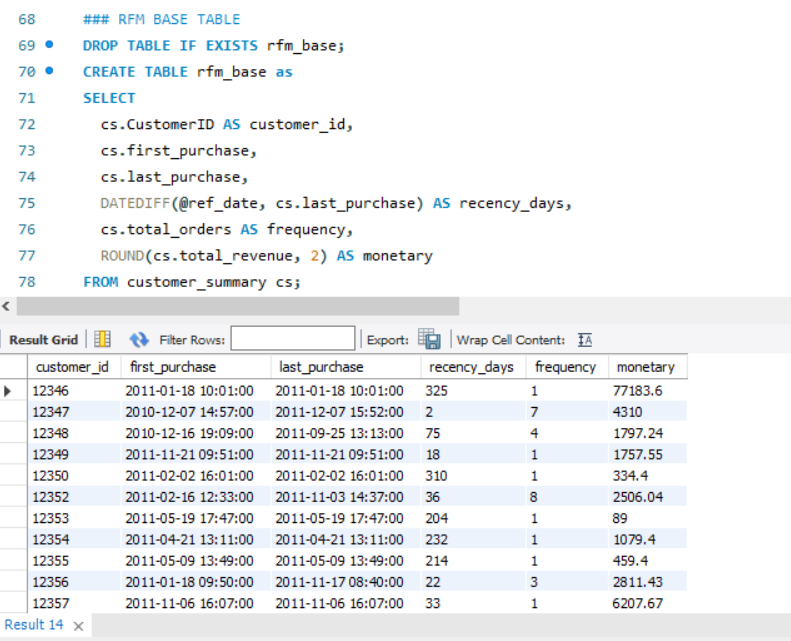 68 ### RFM BASE TABLE
69 DROP TABLE IF EXISTS rfm_base;
70 CREATE TABLE rfm_base as
71 SELECT
72 cs.CustomerID AS customer_id,
73 cs.first_purchase,
74 cs.last_purchase,
75 DATEDIFF(@ref_date, cs.last_purchase) AS recency_days,
76 cs.total_orders AS frequency,
77 ROUND(cs.total_revenue, 2) AS monetary
78 FROM customer_summary cs;
Result Grid Filter Rows: Export: Wrap Cell Content: IA
customer_id first_purchase last_purchase recency_days frequency monetary
12346 2011-01-18 10:01:00 2011-01-18 10:01:00 325 1 77183.6
12347 2010-12-07 14:57:00 2011-12-07 15:52:00 2 7 4310
12348 2010-12-16 19:09:00 2011-09-25 13:13:00 75 4 1797.24
12349 2011-11-21 09:51:00 2011-11-21 09:51:00 18 1 1757.55
12350 2011-02-02 16:01:00 2011-02-02 16:01:00 310 1 334.4
12352 2011-02-16 12:33:00 2011-11-03 14:37:00 36 8 2506.04
12353 2011-05-19 17:47:00 2011-05-19 17:47:00 204 1 89
12354 2011-04-21 13:11:00 2011-04-21 13:11:00 232 1 1079.4
12355 2011-05-09 13:49:00 2011-05-09 13:49:00 214 1 459.4
12356 2011-01-18 09:50:00 2011-11-17 08:40:00 22 3 2811.43
12357 2011-11-06 16:07:00 2011-11-06 16:07:00 33 1 6207.67
Result 14